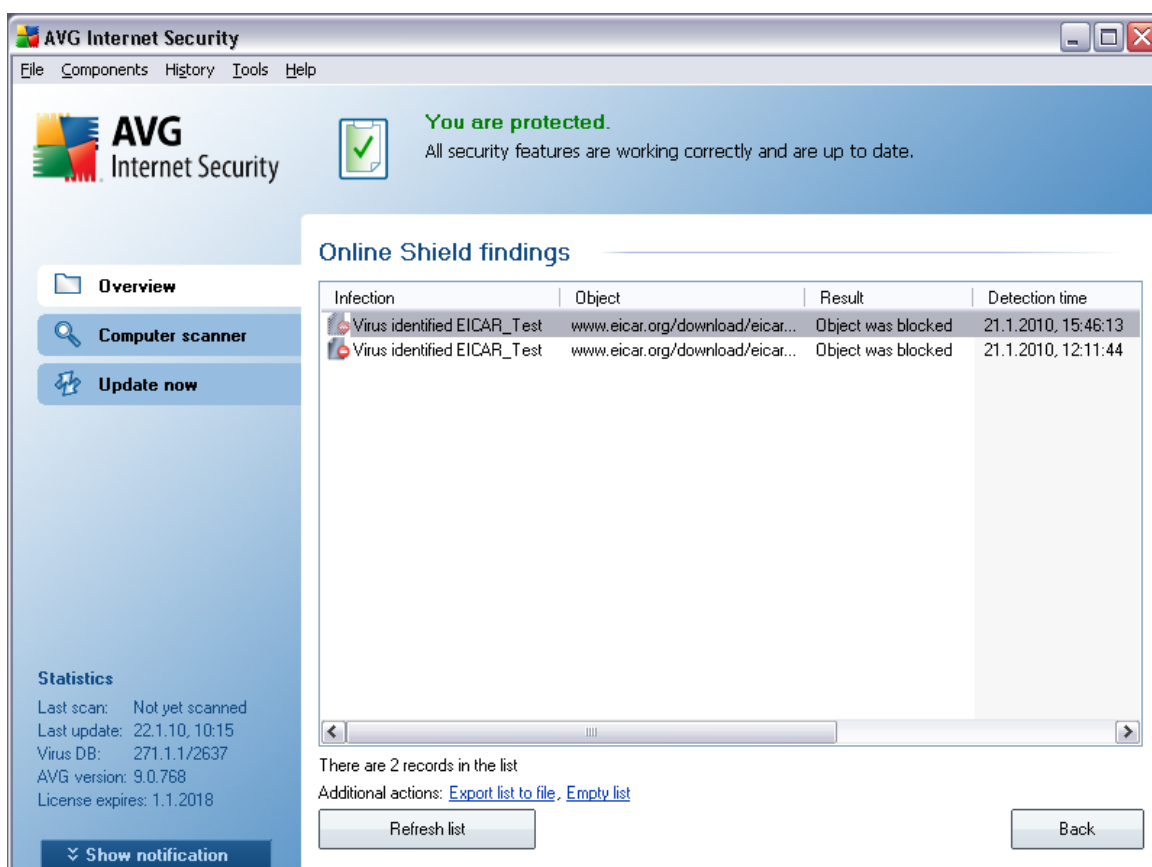 AVG Internet Security
File Components History Tools Help
AVG
Internet Security
You are protected.
All security features are working correctly and are up to date.
Overview
Computer scanner
Update now
Online Shield findings
Infection Object Result Detection time
Virus identified EICAR_Test www.eicar.org/download/eicar... Object was blocked 21.1.2010, 15:46:13
Virus identified EICAR_Test www.eicar.org/download/eicar... Object was blocked 21.1.2010, 12:11:44
There are 2 records in the list
Additional actions: Export list to file, Empty list
Refresh list Back
Statistics
Last scan: Not yet scanned
Last update: 22.1.10, 10:15
Virus DB: 271.1.1/2637
AVG version: 9.0.768
License expires: 1.1.2018
Show notification